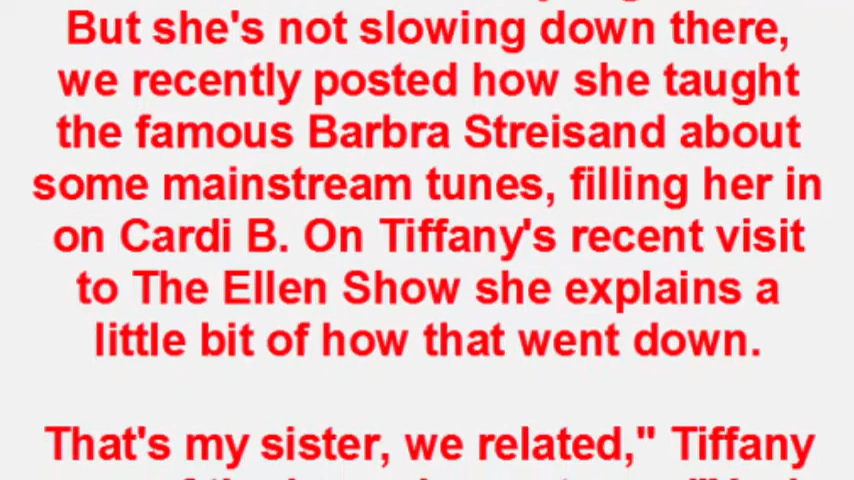 But she's not slowing down there,
we recently posted how she taught
the famous Barbra Streisand about
some mainstream tunes, filling her in
on Cardi B. On Tiffany's recent visit
to The Ellen Show she explains a
little bit of how that went down.
That's my sister, we related," Tiffany